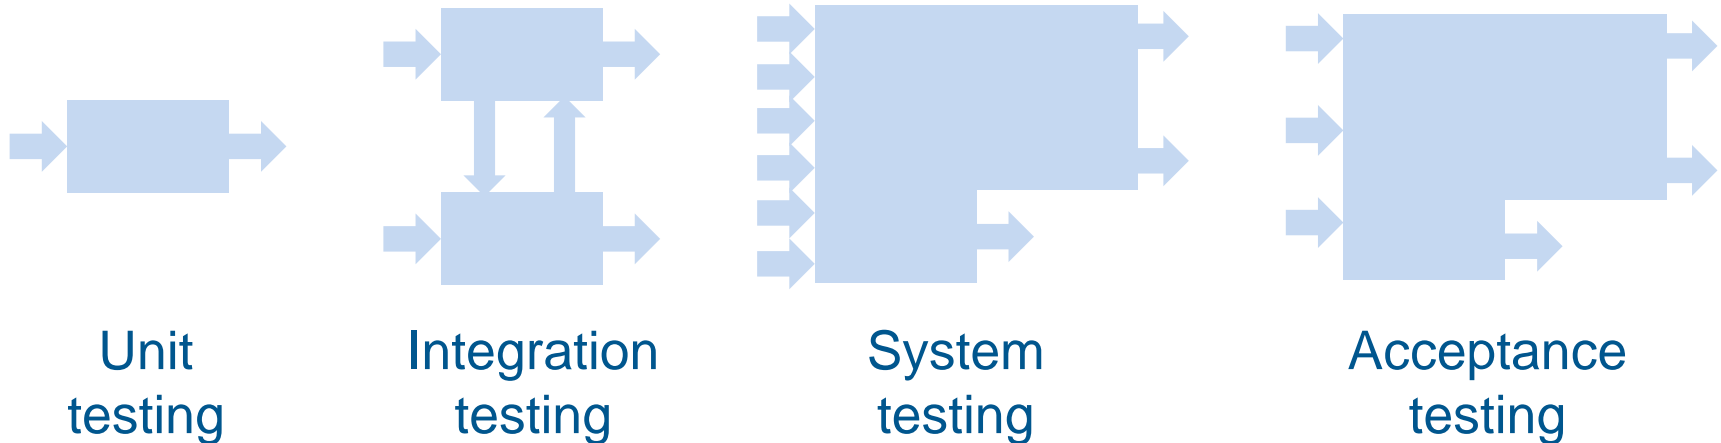 Unit
testing
Integration
testing
System
testing
Acceptance
testing